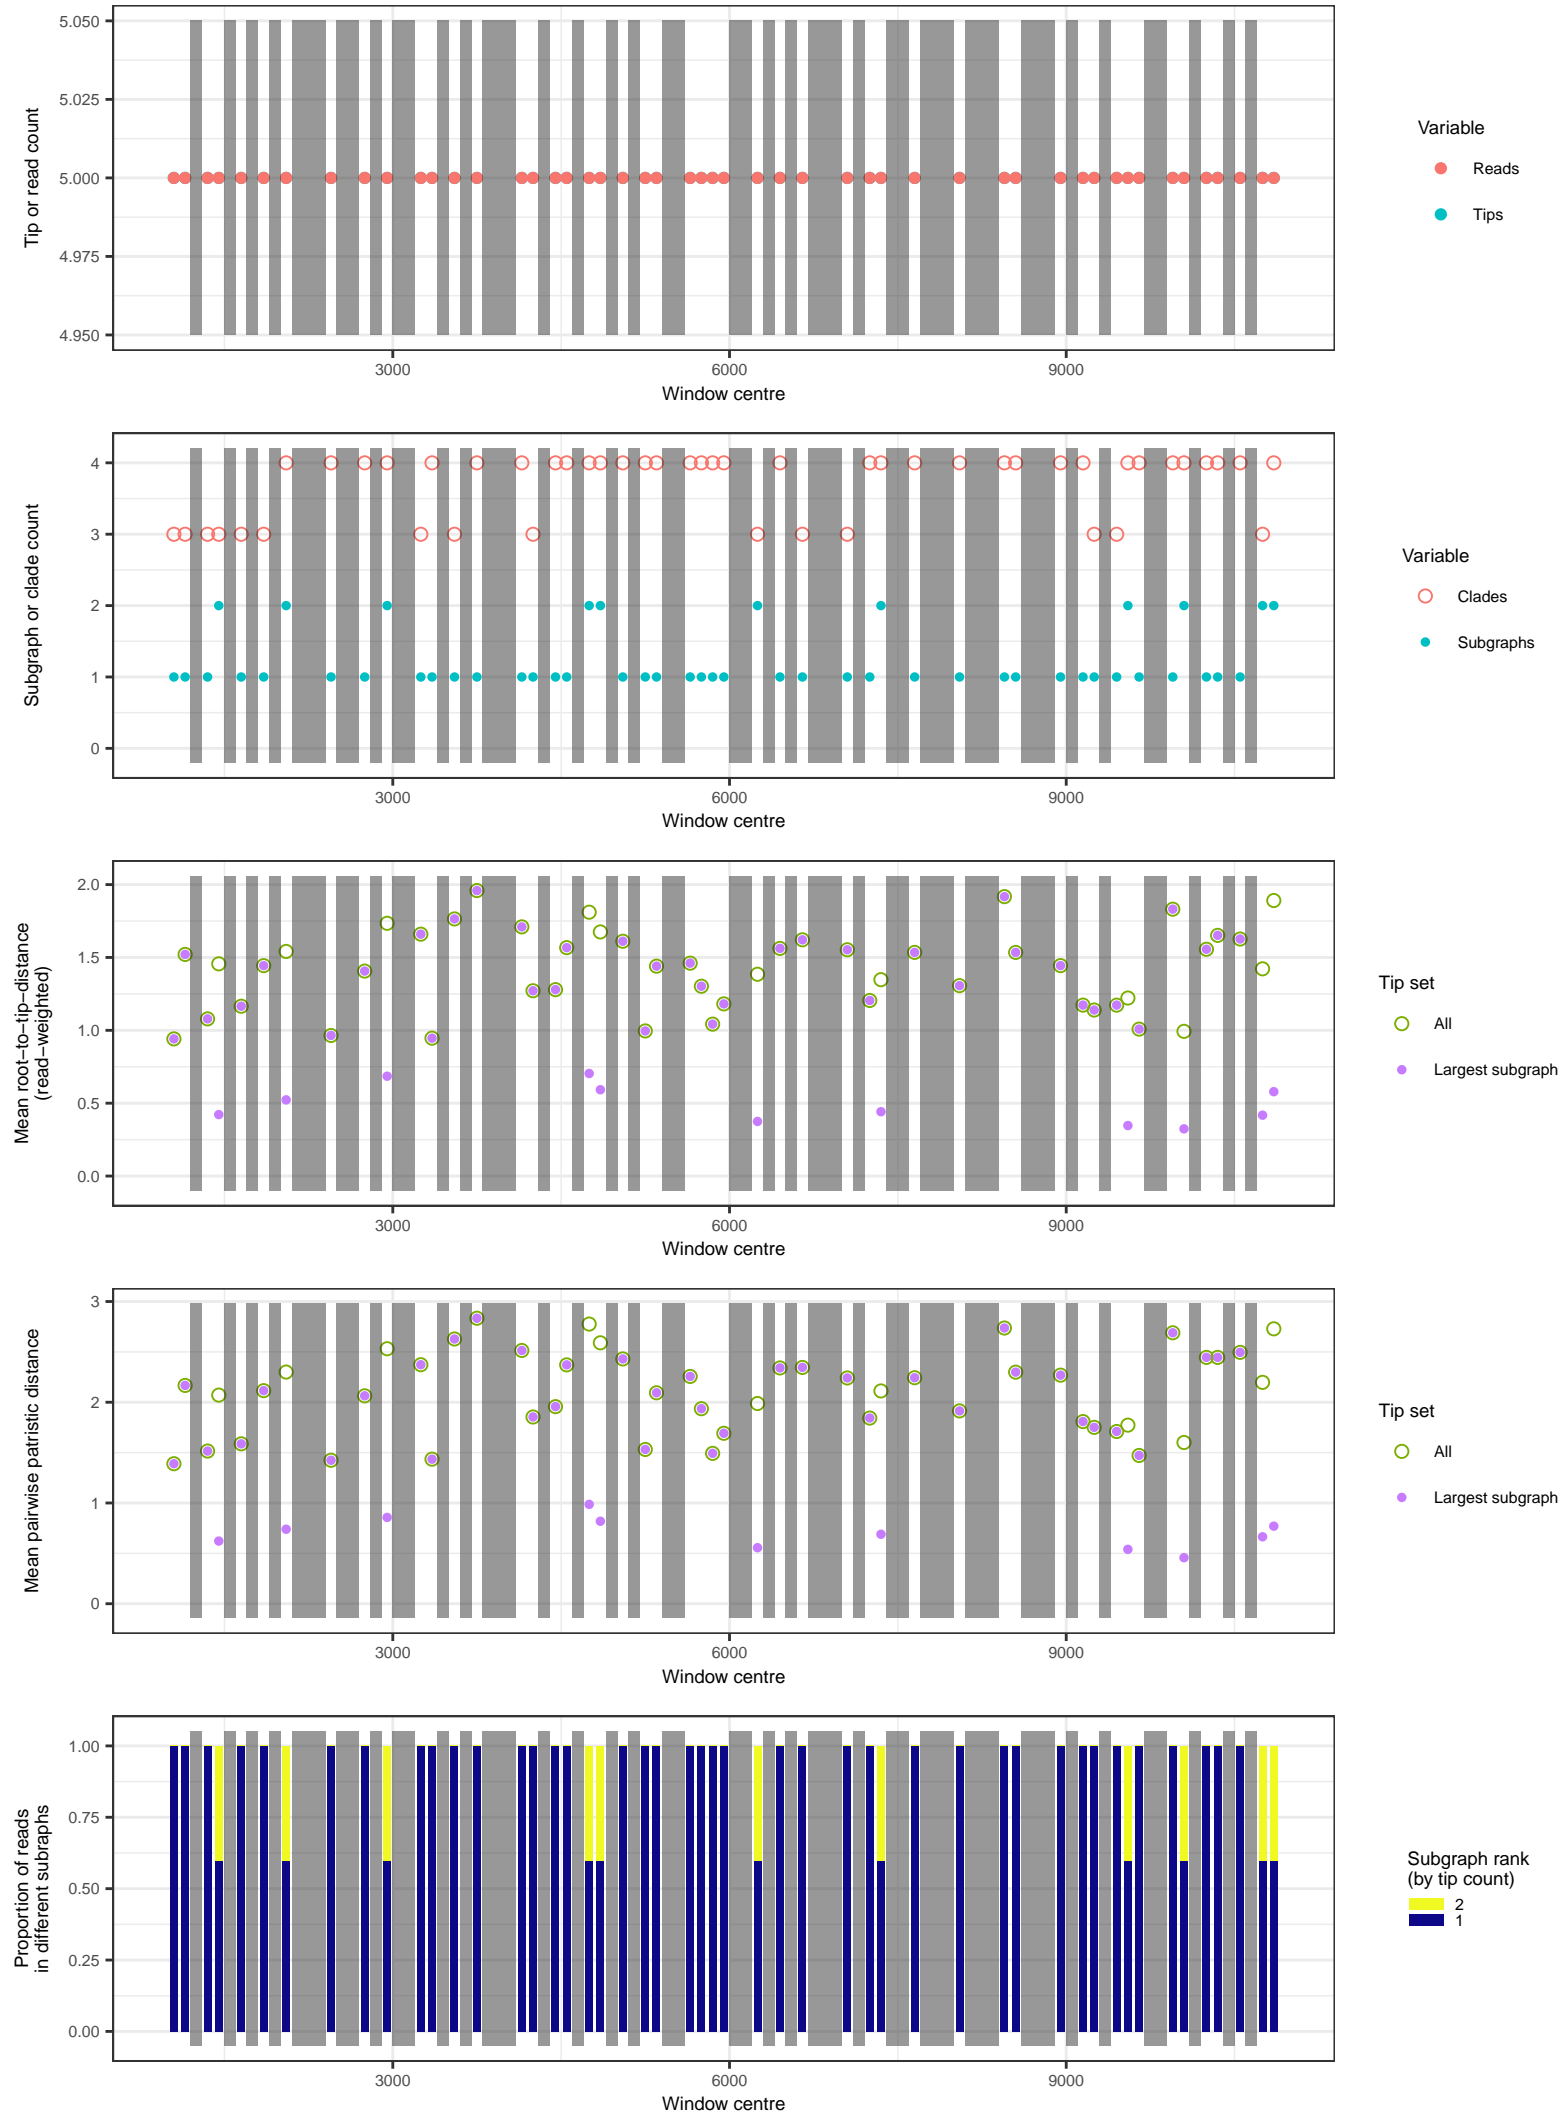 5.050
5.025
5.000
4.975
4.950
Tip or read count
3000
6000
9000
Window centre
Variable
Reads
Tips
4
3
2
1
0
Subgraph or clade count
3000
6000
9000
Window centre
Variable
Clades
Subgraphs
2.0
1.5
1.0
0.5
0.0
Mean root−to−tip−distance
(read−weighted)
3000
6000
9000
Window centre
Tip set
All
Largest subgraph
3
2
1
0
Mean pairwise patristic distance
3000
6000
9000
Window centre
Tip set
All
Largest subgraph
1.00
0.75
0.50
0.25
0.00
Proportion of reads
in different subraphs
3000
6000
9000
Window centre
Subgraph rank
(by tip count)
2
1